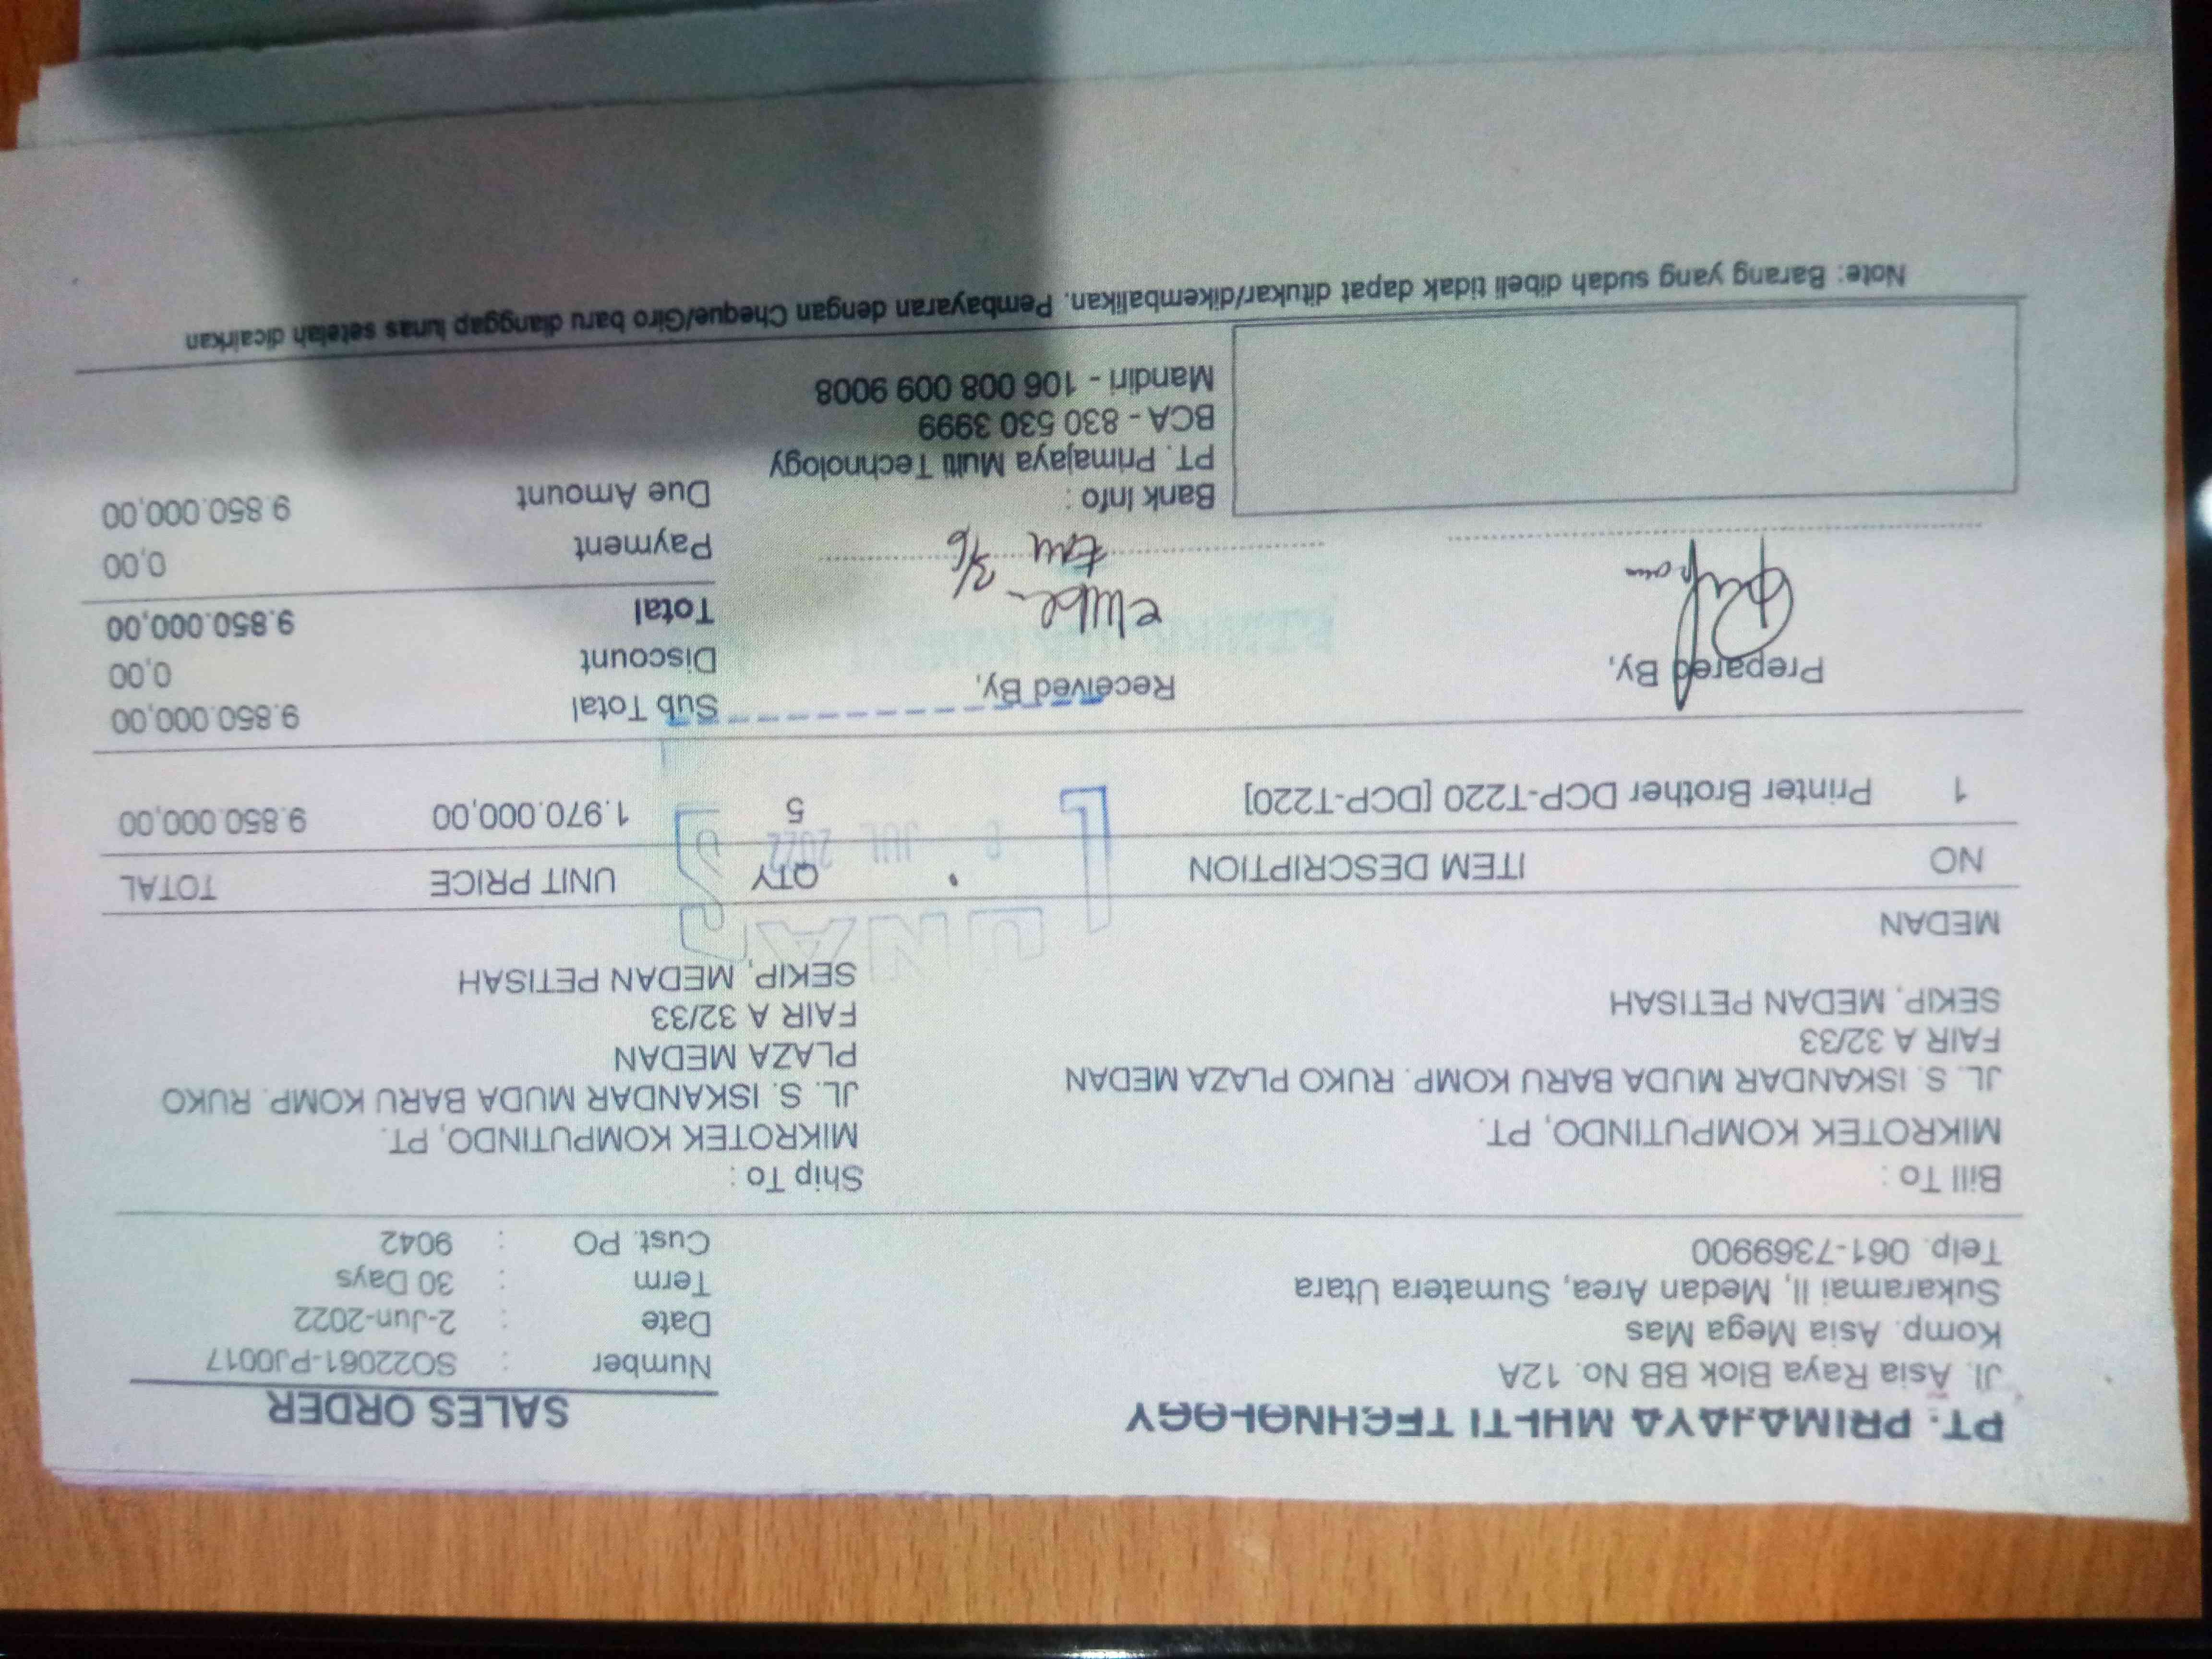 PT. PRIMAJAYA MULTI TECHNOLOGY
Jl. Asia Raya Blok BB No. 12A
Komp. Asia Mega Mas
Sukaramai II, Medan Area, Sumatera Utara
Telp. 061-7369900
SALES ORDER
Number : SO22061-PJ0017
Date : 2-Jun-2022
Term : 30 Days
Cust. PO : 9042
Bill To :
MIKROTEK KOMPUTINDO, PT.
JL. S. ISKANDAR MUDA BARU KOMP. RUKO PLAZA MEDAN
FAIR A 32/33
SEKIP, MEDAN PETISAH
MEDAN
Ship To :
MIKROTEK KOMPUTINDO, PT.
JL. S. ISKANDAR MUDA BARU KOMP. RUKO
PLAZA MEDAN
FAIR A 32/33
SEKIP, MEDAN PETISAH
LUNAS
JUL 2022
NO ITEM DESCRIPTION QTY UNIT PRICE TOTAL
1 Printer Brother DCP-T220 [DCP-T220] 5 1.970.000,00 9.850.000,00
Prepared By,
Received By,
3/6
Sub Total 9.850.000,00
Discount 0,00
Total 9.850.000,00
Payment 0,00
Due Amount 9.850.000,00
Bank Info :
PT. Primajaya Multi Technology
BCA - 830 530 3999
Mandiri - 106 008 009 9008
Note: Barang yang sudah dibeli tidak dapat ditukar/dikembalikan. Pembayaran dengan Cheque/Giro baru dianggap lunas setelah dicairkan